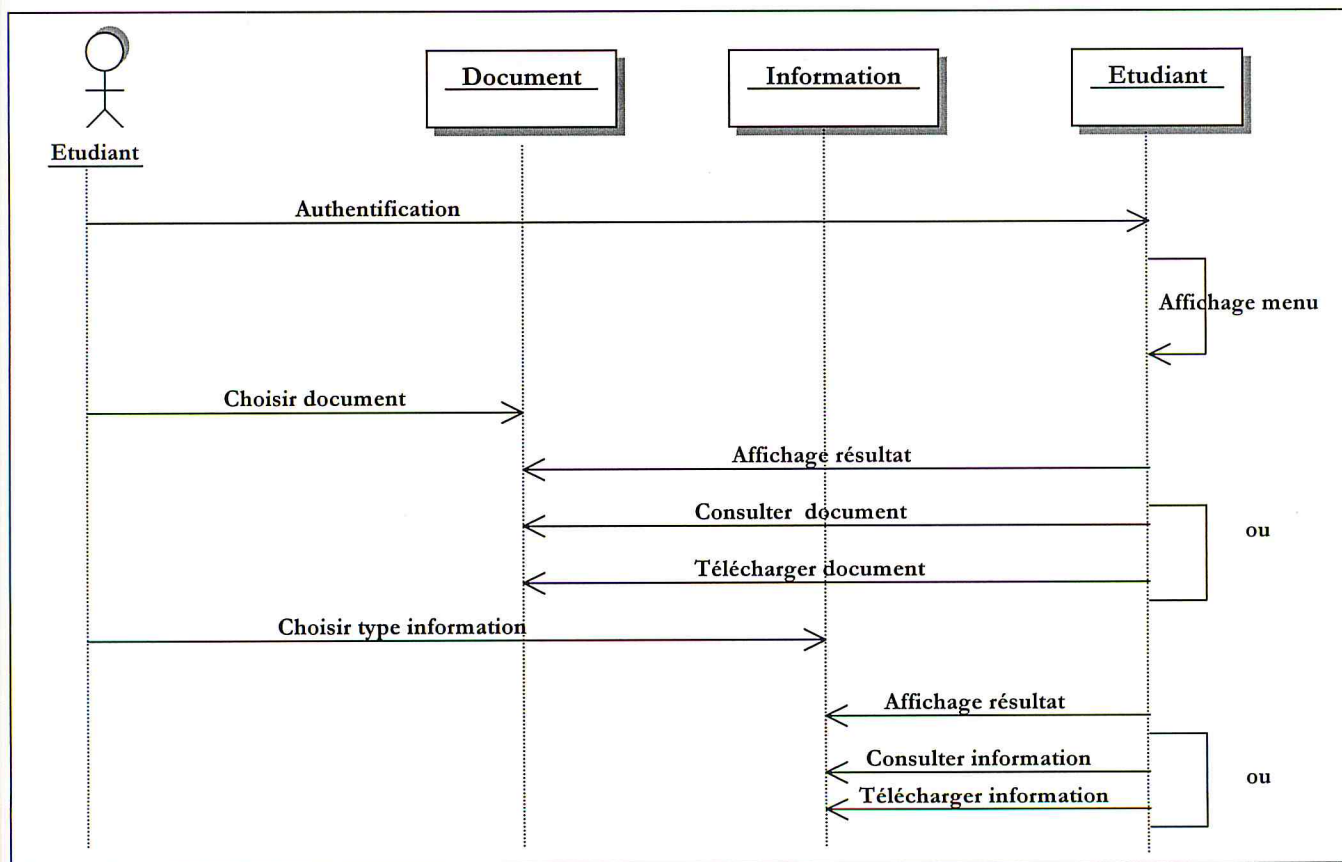 Document
Information
Etudiant
Etudiant
Authentification
Affichage menu
Choisir document
Affichage résultat
Consulter document
ou
Télécharger document
Choisir type information
Affichage résultat
Consulter information
ou
Télécharger information